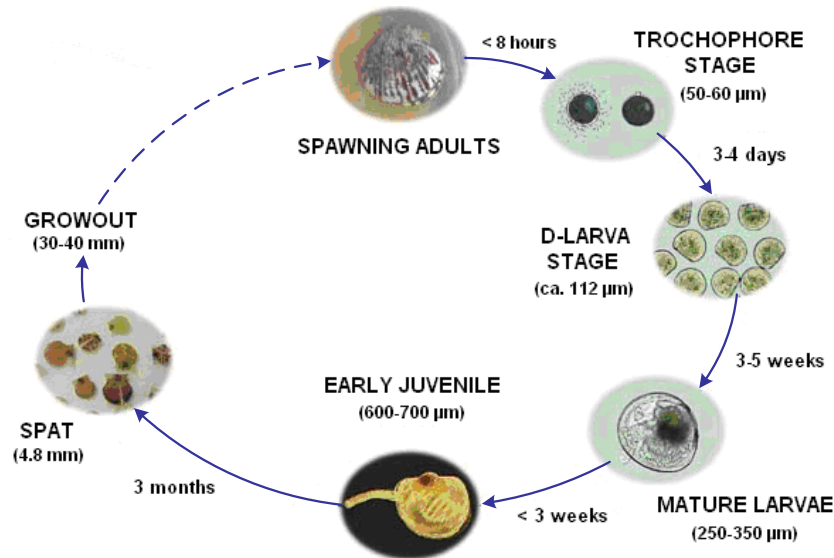 SPAWNING ADULTS
< 8 hours
TROCHOPHORE
STAGE
(50-60 µm)
3-4 days
D-LARVA
STAGE
(ca. 112 µm)
3-5 weeks
MATURE LARVAE
(250-350 µm)
< 3 weeks
EARLY JUVENILE
(600-700 µm)
3 months
SPAT
(4.8 mm)
GROWOUT
(30-40 mm)